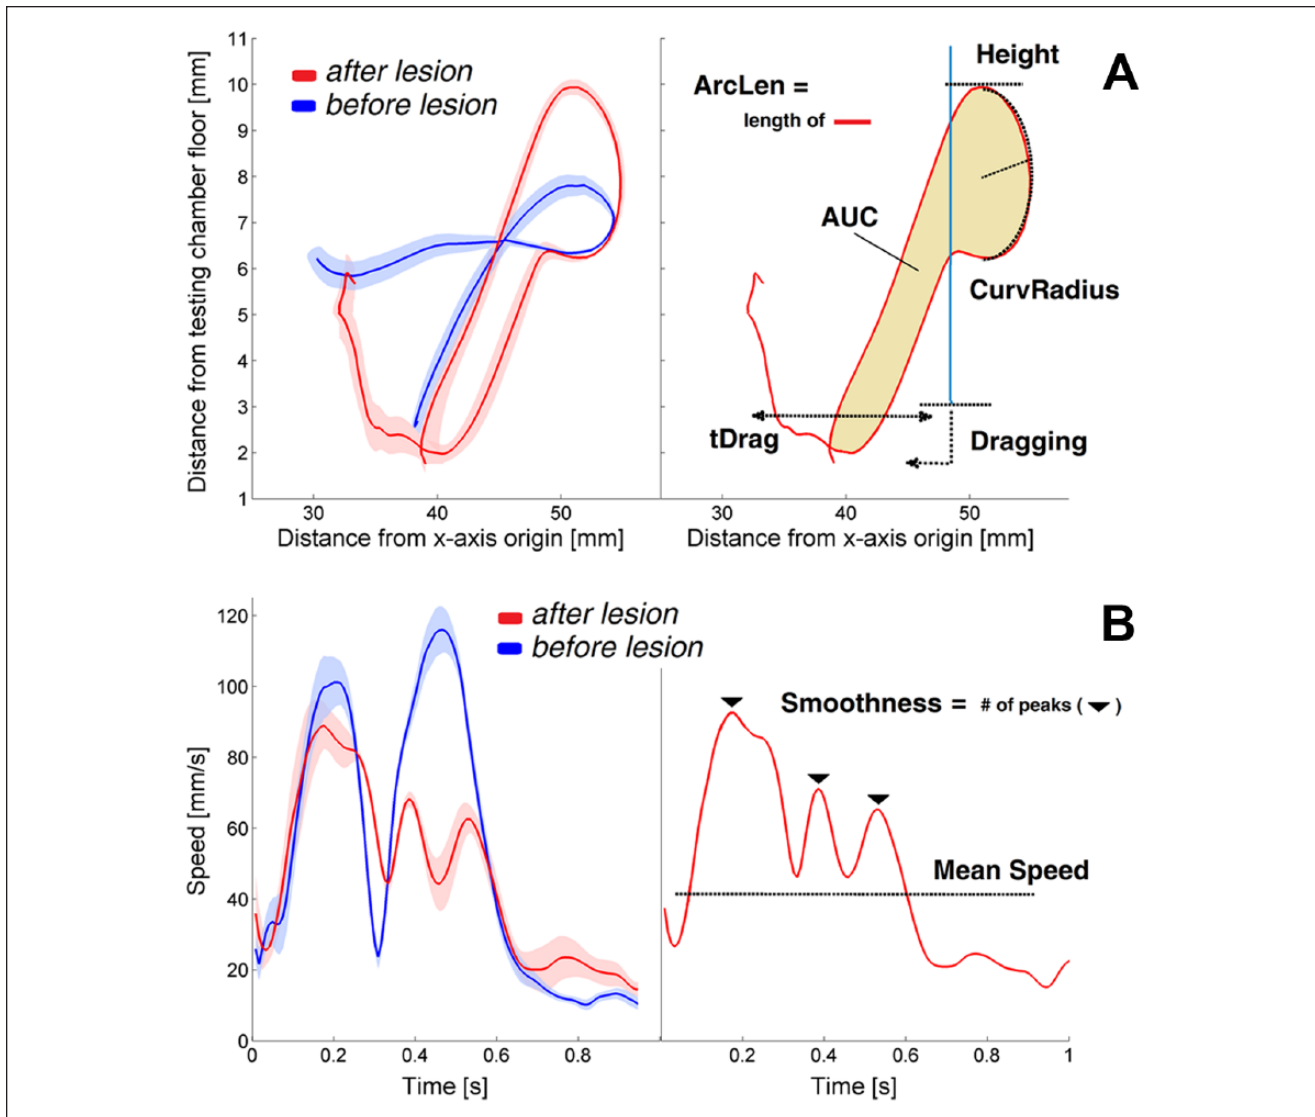 A
after lesion
before lesion
Distance from testing chamber floor [mm]
11
10
9
8
7
6
5
4
3
2
1
30
40
50
Distance from x-axis origin [mm]
Height
ArcLen =
length of
AUC
CurvRadius
tDrag
Dragging
30
40
50
Distance from x-axis origin [mm]
B
after lesion
before lesion
Speed [mm/s]
120
100
80
60
40
20
0
0
0.2
0.4
0.6
0.8
Time [s]
Smoothness = # of peaks ( )
Mean Speed
0.2
0.4
0.6
0.8
1
Time [s]